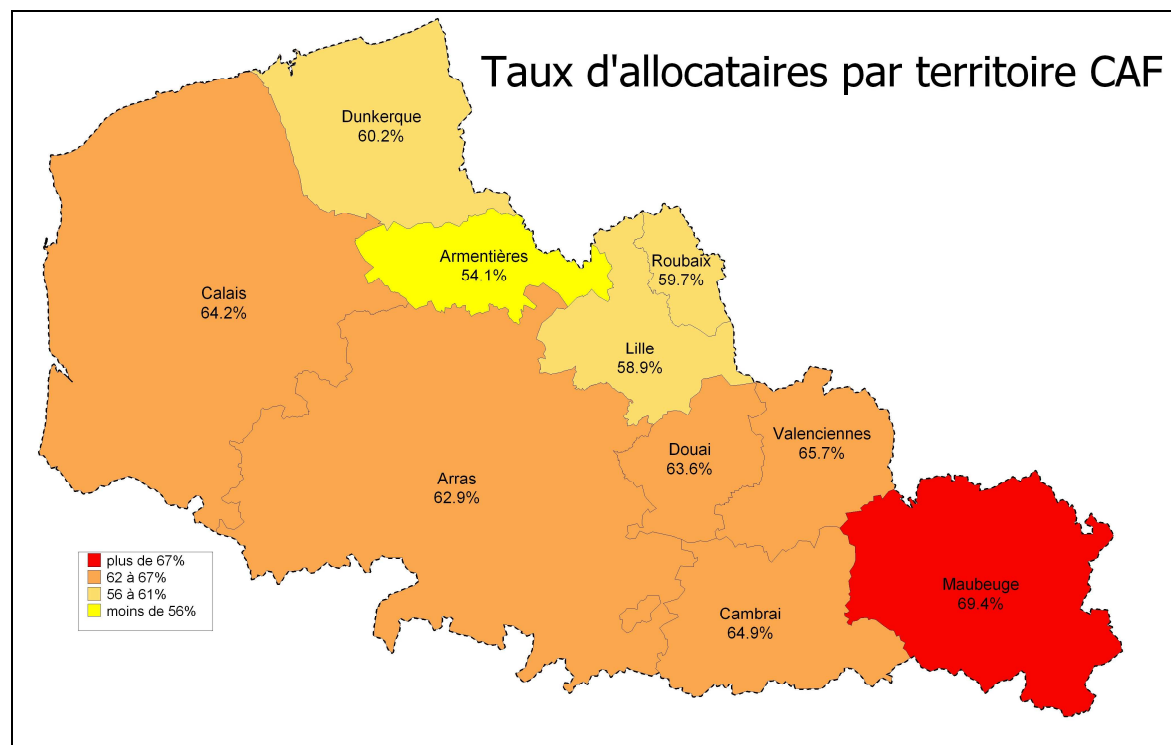 Taux d'allocataires par territoire CAF
Dunkerque
60.2%
Armentières
54.1%
Roubaix
59.7%
Calais
64.2%
Lille
58.9%
Valenciennes
65.7%
Douai
63.6%
Arras
62.9%
Maubeuge
69.4%
Cambrai
64.9%
plus de 67%
62 à 67%
56 à 61%
moins de 56%